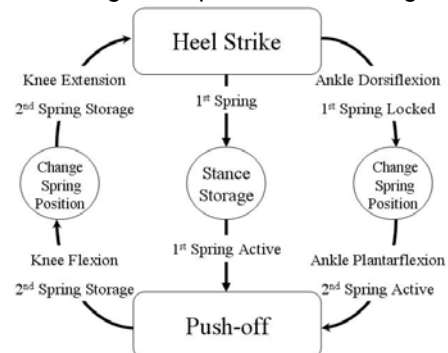 Heel Strike
Knee Extension
2nd Spring Storage
1st Spring
Ankle Dorsiflexion
1st Spring Locked
Change
Spring
Position
Stance
Storage
Change
Spring
Position
Knee Flexion
2nd Spring Storage
1st Spring Active
Ankle Plantarflexion
2nd Spring Active
Push-off